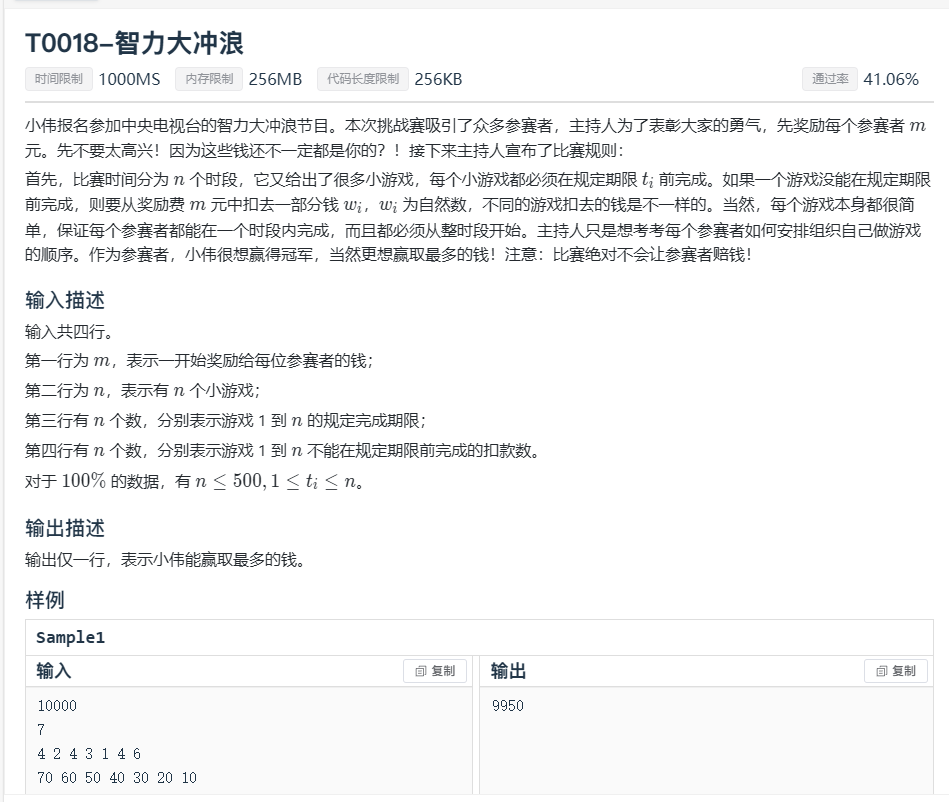 T0018–智力大冲浪
时间限制 1000MS 内存限制 256MB 代码长度限制 256KB 通过率 41.06%
小伟报名参加中央电视台的智力大冲浪节目。本次挑战赛吸引了众多参赛者，主持人为了表彰大家的勇气，先奖励每个参赛者 m
元。先不要太高兴！因为这些钱还不一定都是你的？！接下来主持人宣布了比赛规则：
首先，比赛时间分为 n 个时段，它又给出了很多小游戏，每个小游戏都必须在规定期限 tᵢ 前完成。如果一个游戏没能在规定期限
前完成，则要从奖励费 m 元中扣去一部分钱 wᵢ，wᵢ 为自然数，不同的游戏扣去的钱是不一样的。当然，每个游戏本身都很简
单，保证每个参赛者都能在一个时段内完成，而且都必须从整时段开始。主持人只是想考考每个参赛者如何安排组织自己做游戏
的顺序。作为参赛者，小伟很想赢得冠军，当然更想赢取最多的钱！注意：比赛绝对不会让参赛者赔钱！
输入描述
输入共四行。
第一行为 m，表示一开始奖励给每位参赛者的钱；
第二行为 n，表示有 n 个小游戏；
第三行有 n 个数，分别表示游戏 1 到 n 的规定完成期限；
第四行有 n 个数，分别表示游戏 1 到 n 不能在规定期限前完成的扣款数。
对于 100% 的数据，有 n ≤ 500, 1 ≤ tᵢ ≤ n。
输出描述
输出仅一行，表示小伟能赢取最多的钱。
样例
Sample1
输入 复制 输出 复制
10000
7
4 2 4 3 1 4 6
70 60 50 40 30 20 10
9950